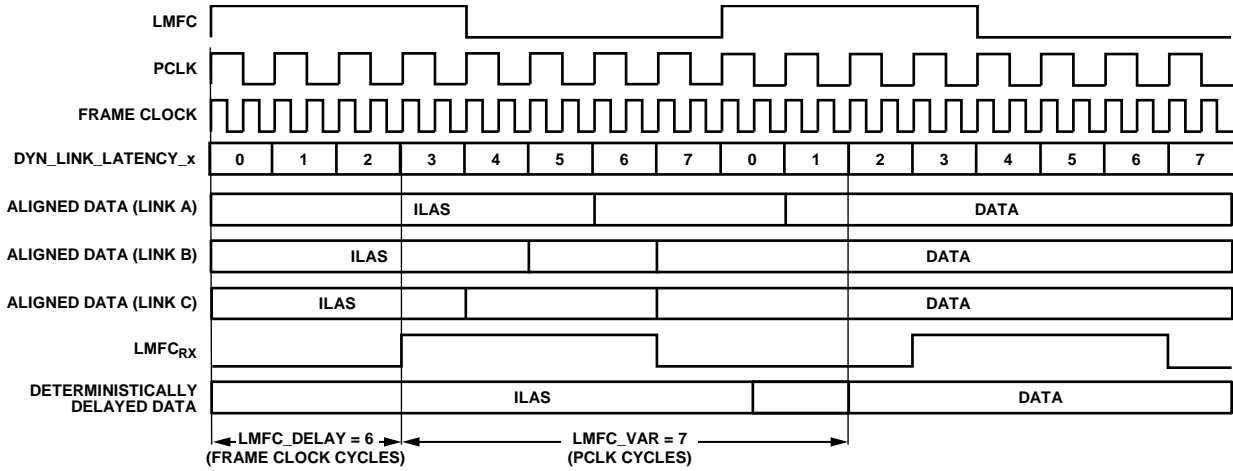 LMFC
PCLK
FRAME CLOCK
DYN_LINK_LATENCY_x 0 1 2 3 4 5 6 7 0 1 2 3 4 5 6 7
ALIGNED DATA (LINK A) ILAS DATA
ALIGNED DATA (LINK B) ILAS DATA
ALIGNED DATA (LINK C) ILAS DATA
LMFCRX
DETERMINISTICALLY
DELAYED DATA
ILAS DATA
LMFC_DELAY = 6
(FRAME CLOCK CYCLES)
LMFC_VAR = 7
(PCLK CYCLES)